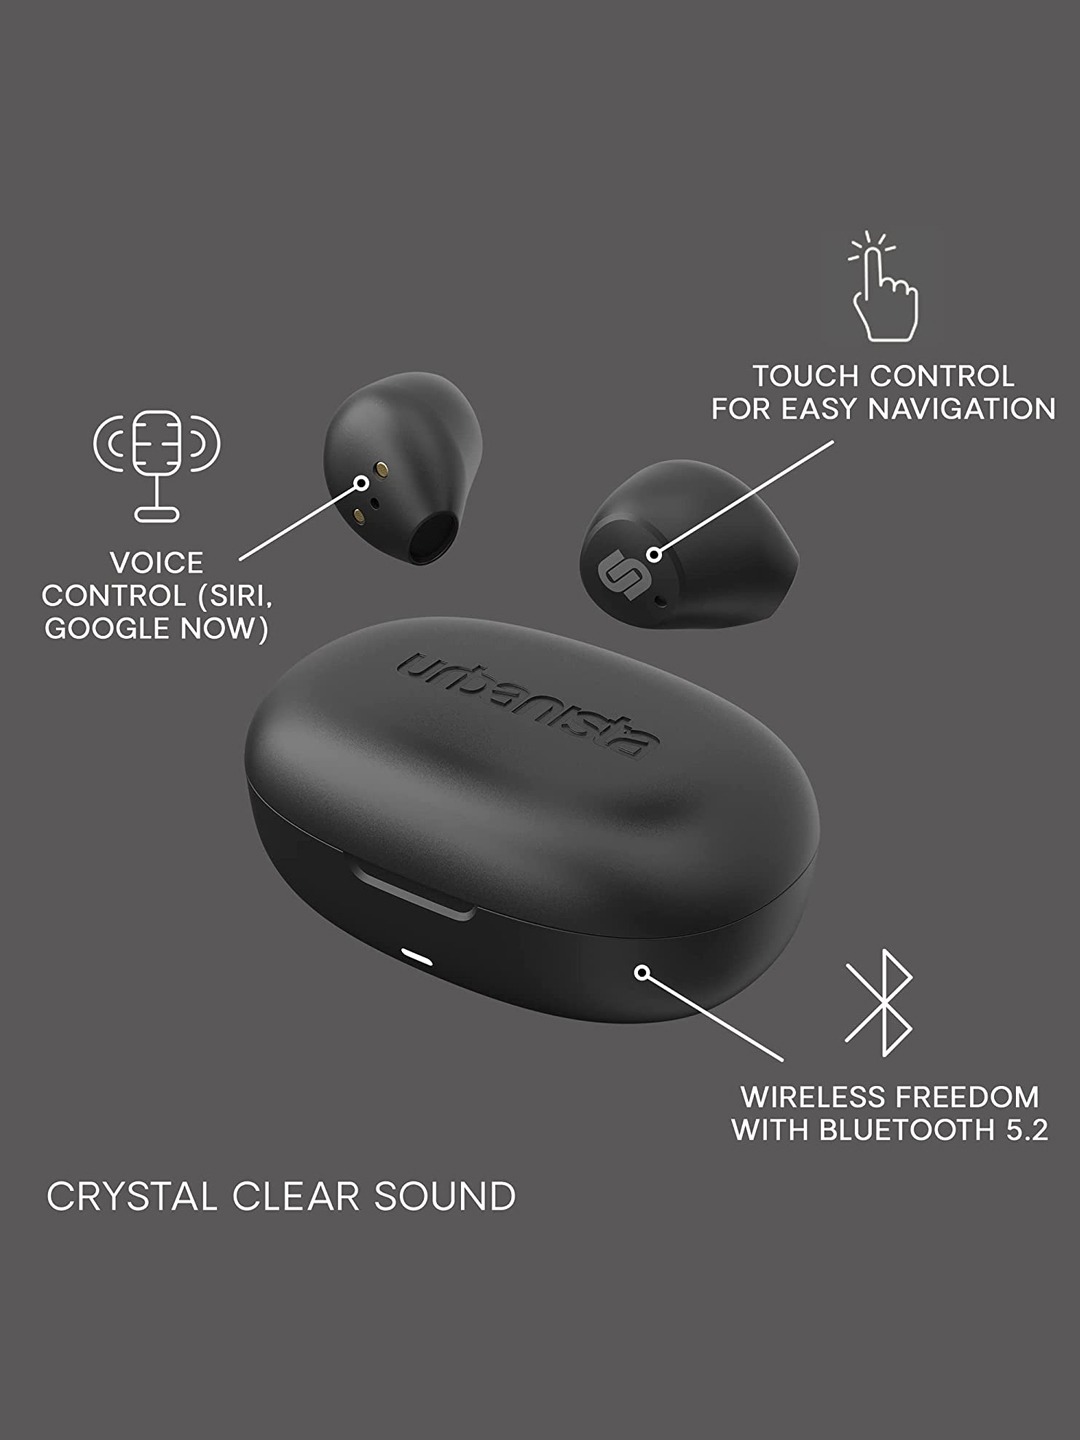 TOUCH CONTROL
FOR EASY NAVIGATION
VOICE
CONTROL (SIRI,
GOOGLE NOW)
urbanista
WIRELESS FREEDOM
WITH BLUETOOTH 5.2
CRYSTAL CLEAR SOUND